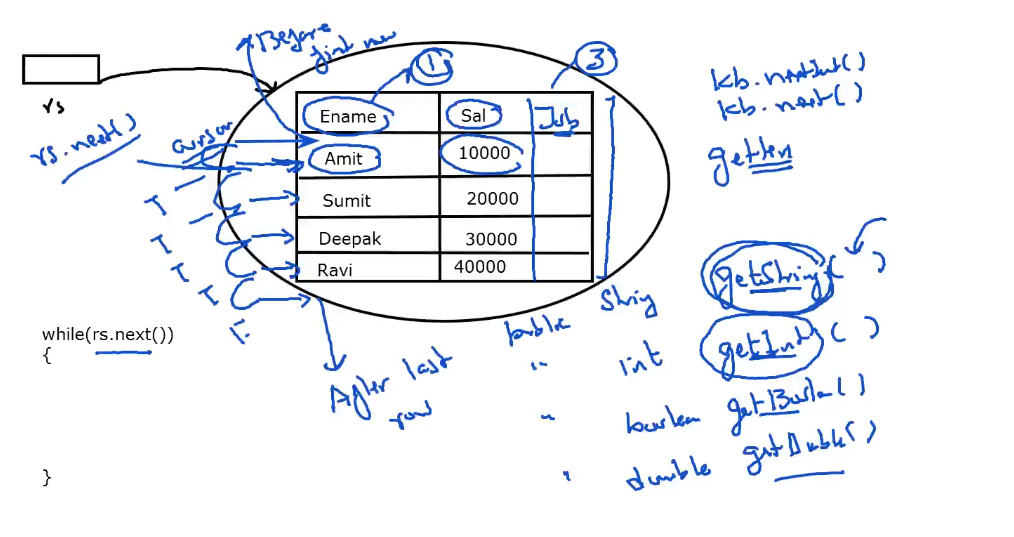 Before
first row
1
3
kb.nextInt()
kb.next()
rs
rs.next()
cursor
Ename Sal Job
Amit 10000
Sumit 20000
Deepak 30000
Ravi 40000
T
T
T
T
F
getXxx
while(rs.next())
{
}
After last
row
public String getString( )
" int getInt( )
" boolean getBoolean()
" double getDouble()